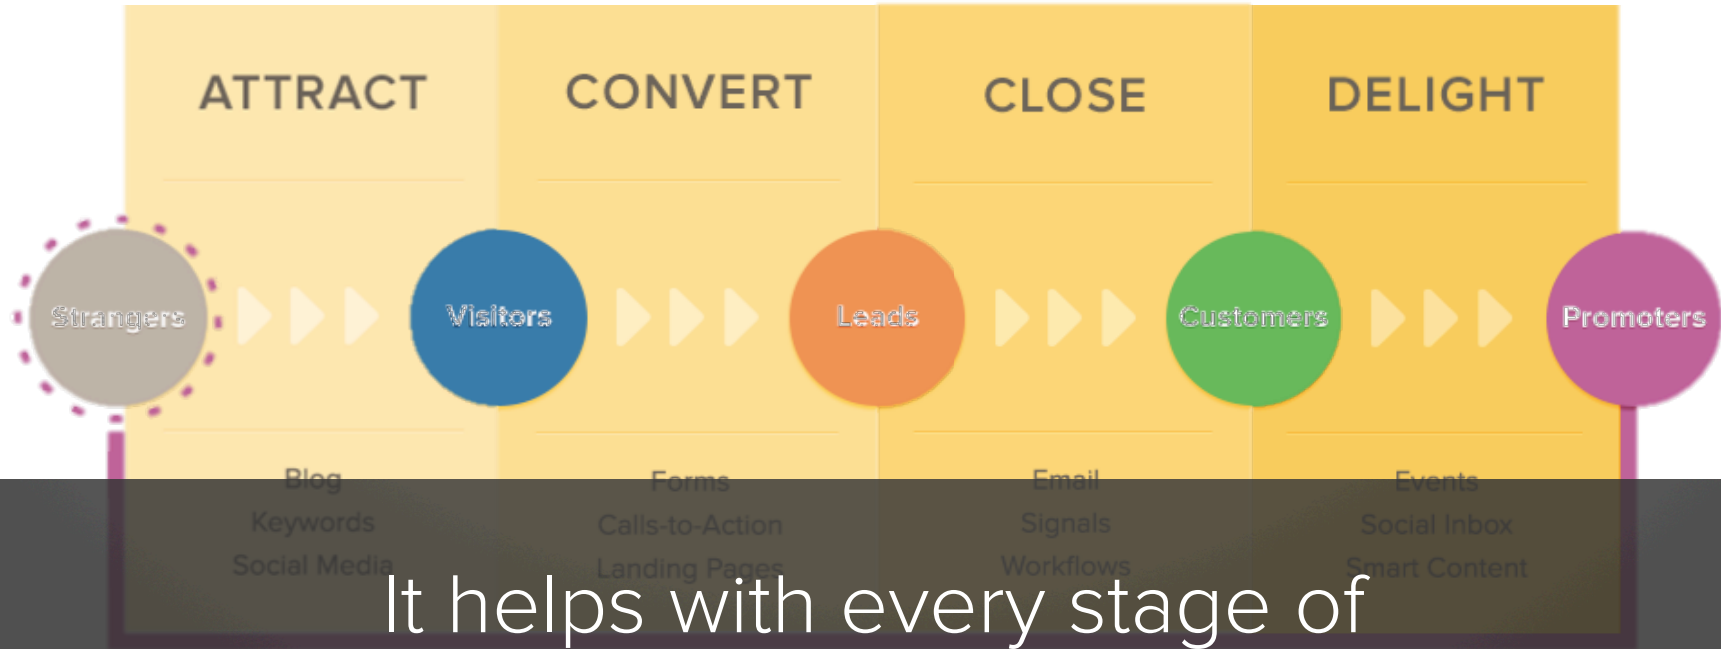 ATTRACT CONVERT CLOSE DELIGHT
Strangers Visitors Leads Customers Promoters
Blog Forms Email Events
Keywords Calls-to-Action Signals Social Inbox
Social Media Landing Pages Workflows Smart Content
It helps with every stage of